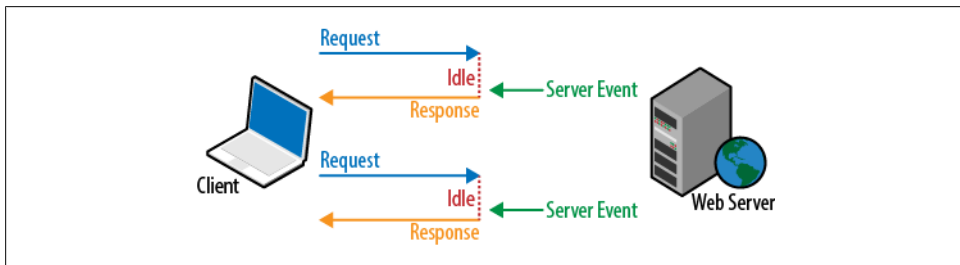 Request
Idle
Server Event
Response
Request
Client
Idle
Web Server
Server Event
Response